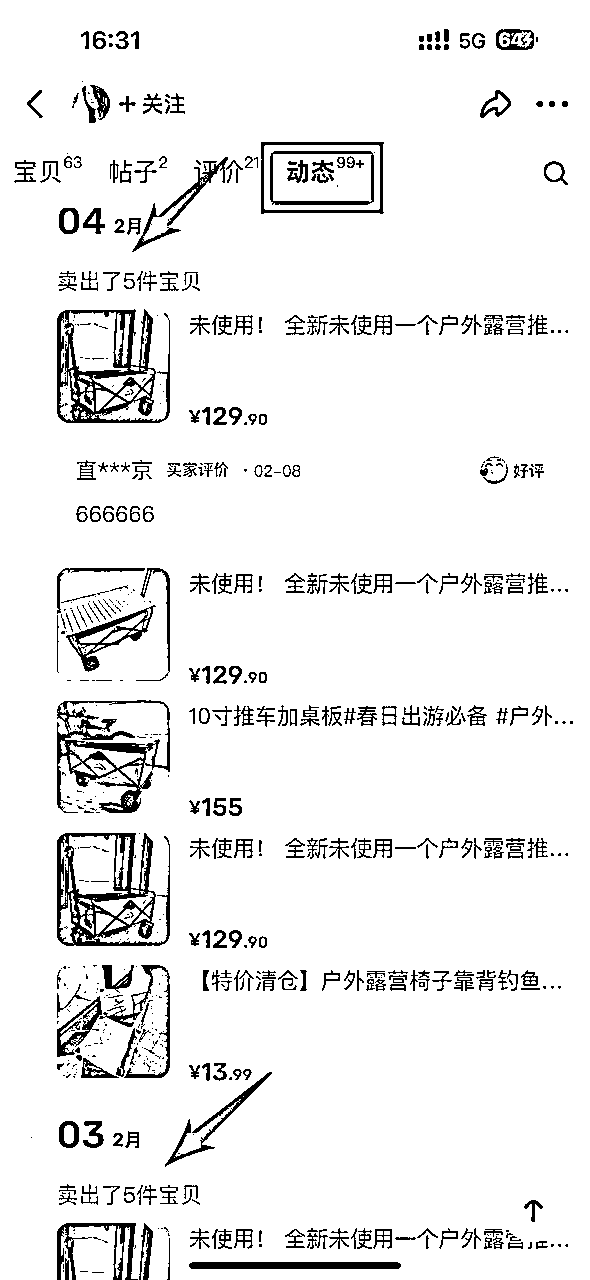 16:31 5G 64
+ 关注
宝贝63 帖子2 评价21 动态99+
04 2月
卖出了5件宝贝
未使用！ 全新未使用一个户外露营推...
¥129.90
直***京 买家评价 · 02-08 好评
666666
未使用！ 全新未使用一个户外露营推...
¥129.90
10寸推车加桌板#春日出游必备 #户外...
¥155
未使用！ 全新未使用一个户外露营推...
¥129.90
【特价清仓】户外露营椅子靠背钓鱼...
¥13.99
03 2月
卖出了5件宝贝
未使用！ 全新未使用一个户外露营推...